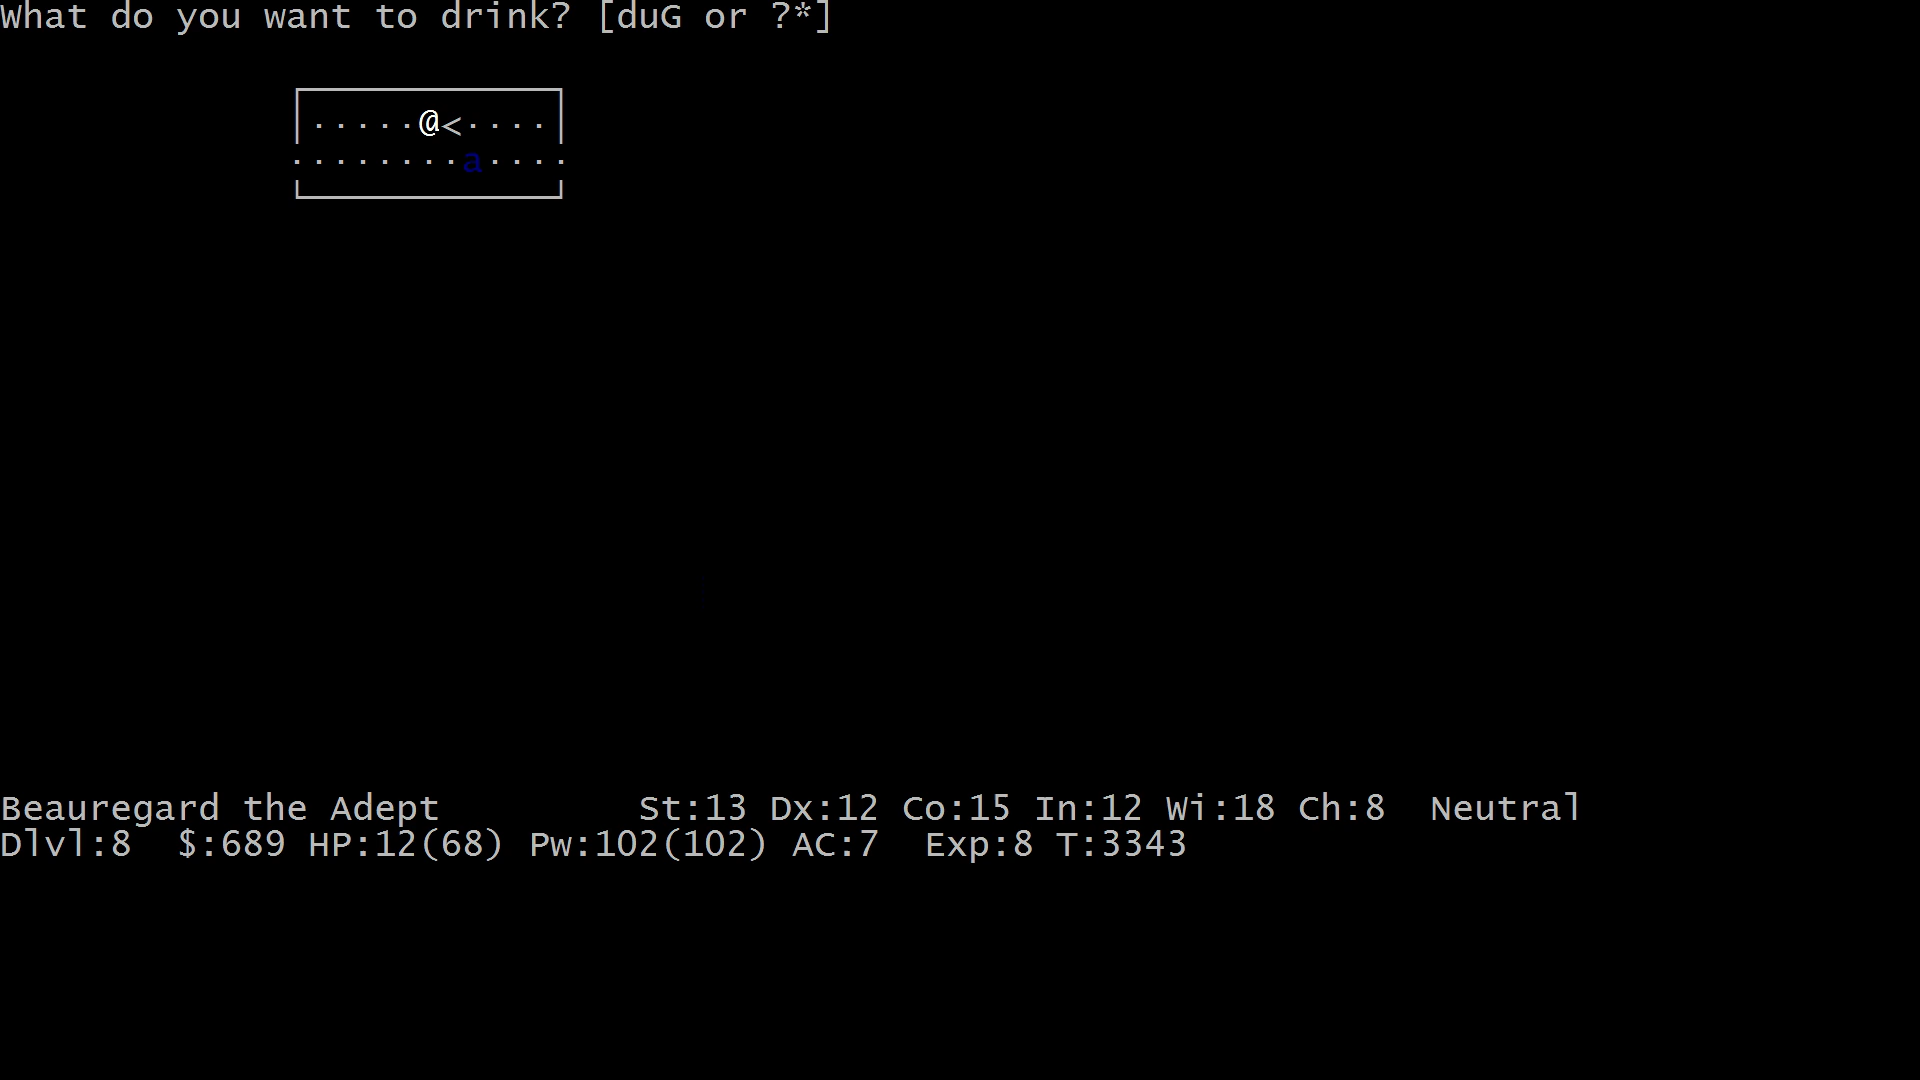 What do you want to drink? [duG or ?*]
|.....@<....|
.........a....
Beauregard the Adept St:13 Dx:12 Co:15 In:12 Wi:18 Ch:8 Neutral
Dlvl:8 $:689 HP:12(68) Pw:102(102) AC:7 Exp:8 T:3343